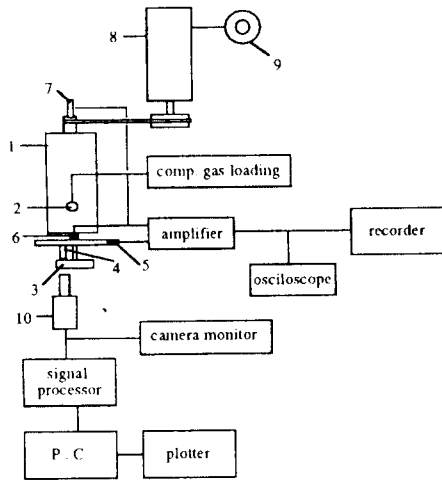 8
7
9
1
comp. gas loading
2
6
amplifier
recorder
4
5
3
osciloscope
10
camera monitor
signal
processor
P.C
plotter